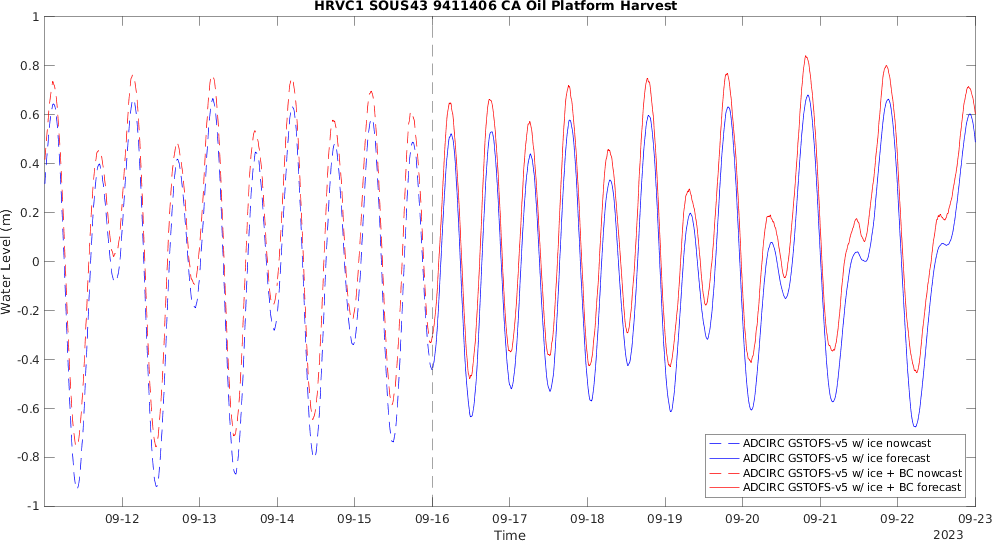 HRVC1 SOUS43 9411406 CA Oil Platform Harvest
1
0.8
0.6
0.4
0.2
0
-0.2
-0.4
-0.6
-0.8
-1
Water Level (m)
09-12 09-13 09-14 09-15 09-16 09-17 09-18 09-19 09-20 09-21 09-22 09-23
Time
2023
ADCIRC GSTOFS-v5 w/ ice nowcast
ADCIRC GSTOFS-v5 w/ ice forecast
ADCIRC GSTOFS-v5 w/ ice + BC nowcast
ADCIRC GSTOFS-v5 w/ ice + BC forecast